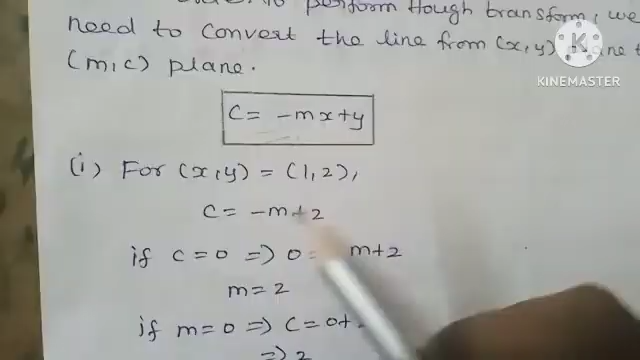 to perform Hough transform, we
need to convert the line from (x,y) plane
(m,c) plane.
KINEMASTER
C = -mx+y
(i) For (x,y) = (1,2),
C = -m+2
if C=0 => 0= m+2
m=2
if m=0 => C=0+
=> 2